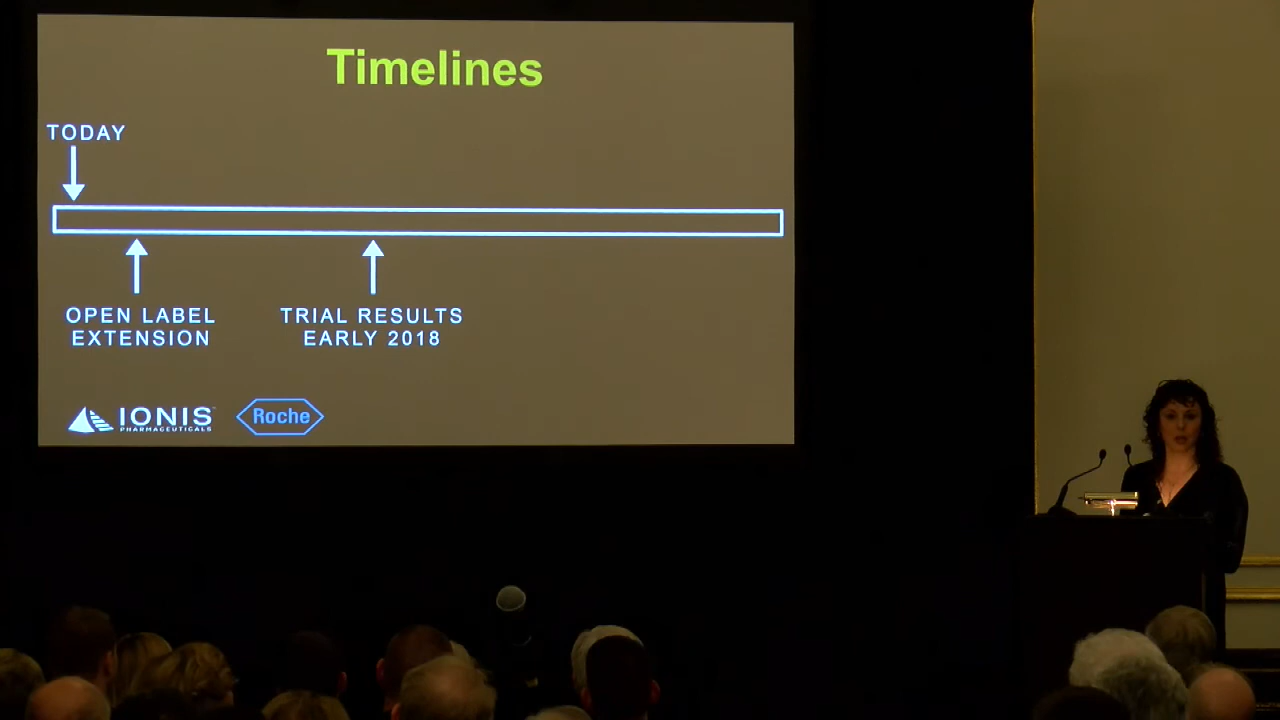 Timelines
TODAY
OPEN LABEL
EXTENSION
TRIAL RESULTS
EARLY 2018
IONIS
PHARMACEUTICALS
Roche